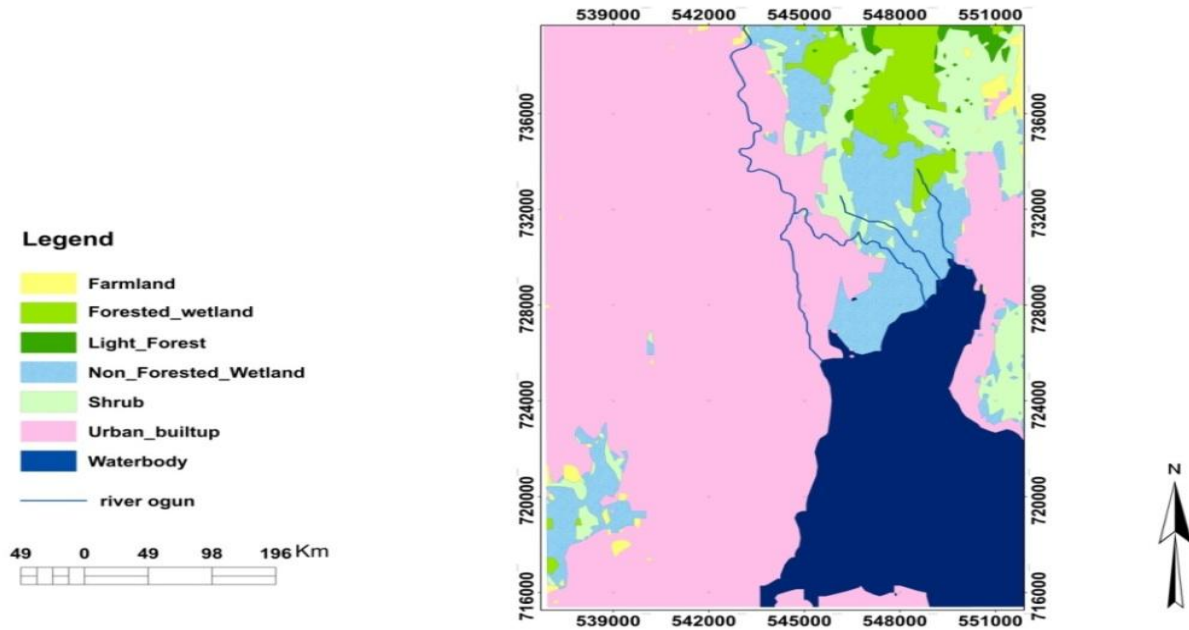 539000 542000 545000 548000 551000
736000 736000
732000 732000
728000 728000
724000 724000
720000 720000
716000 716000
539000 542000 545000 548000 551000
Legend
Farmland
Forested_wetland
Light_Forest
Non_Forested_Wetland
Shrub
Urban_builtup
Waterbody
river ogun
49 0 49 98 196 Km
N